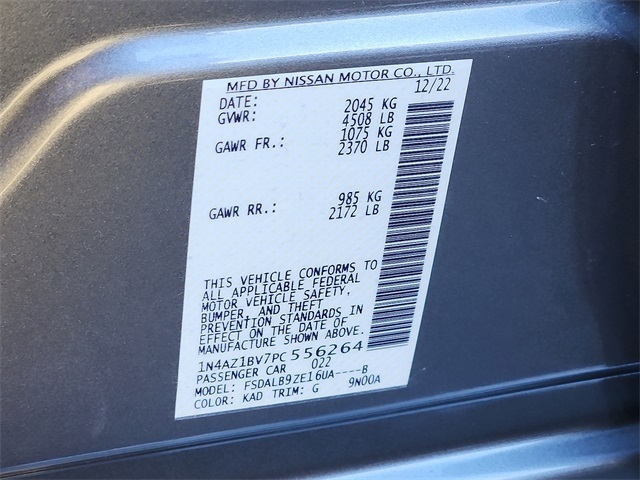 MFD BY NISSAN MOTOR CO., LTD.
DATE: 12/22
GVWR: 2045 KG
4508 LB
GAWR FR.: 1075 KG
2370 LB
GAWR RR.: 985 KG
2172 LB
THIS VEHICLE CONFORMS TO
ALL APPLICABLE FEDERAL
MOTOR VEHICLE SAFETY,
BUMPER, AND THEFT
PREVENTION STANDARDS IN
EFFECT ON THE DATE OF
MANUFACTURE SHOWN ABOVE.
1N4AZ1BV7PC556264
PASSENGER CAR 022
MODEL: FSDALB9ZE16UA----B
COLOR: KAD TRIM: G 9N00A